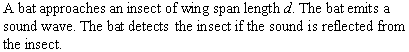 A bat approaches an insect of wing span length d. The bat emits a
sound wave. The bat detects the insect if the sound is reflected from
the insect.